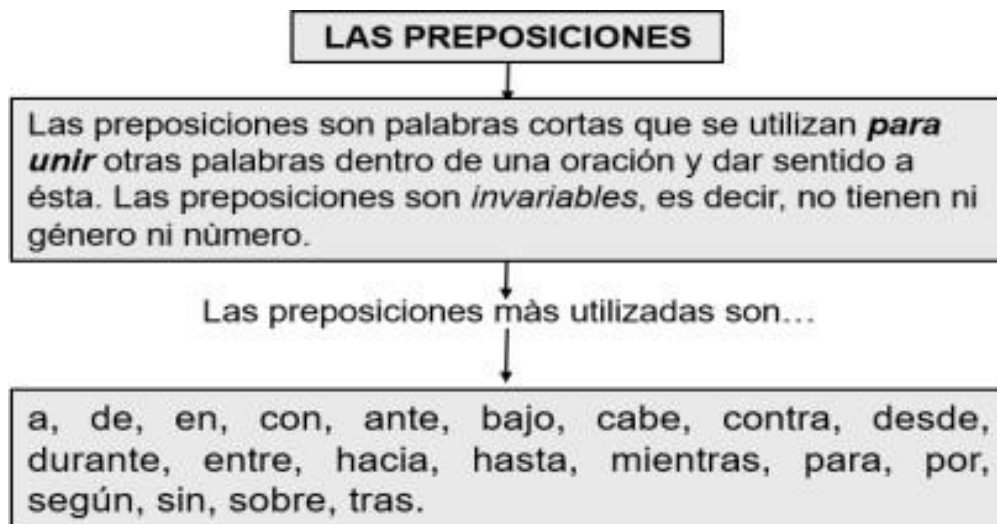 LAS PREPOSICIONES
Las preposiciones son palabras cortas que se utilizan para
unir otras palabras dentro de una oración y dar sentido a
ésta. Las preposiciones son invariables, es decir, no tienen ni
género ni nùmero.
Las preposiciones màs utilizadas son…
a, de, en, con, ante, bajo, cabe, contra, desde,
durante, entre, hacia, hasta, mientras, para, por,
según, sin, sobre, tras.